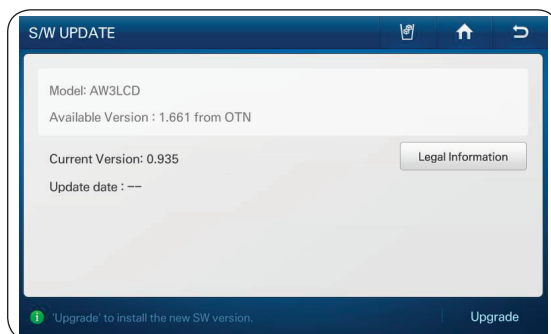 S/W UPDATE
Model: AW3LCD
Available Version : 1.661 from OTN
Current Version: 0.935
Legal Information
Update date : --
'Upgrade' to install the new SW version.
Upgrade